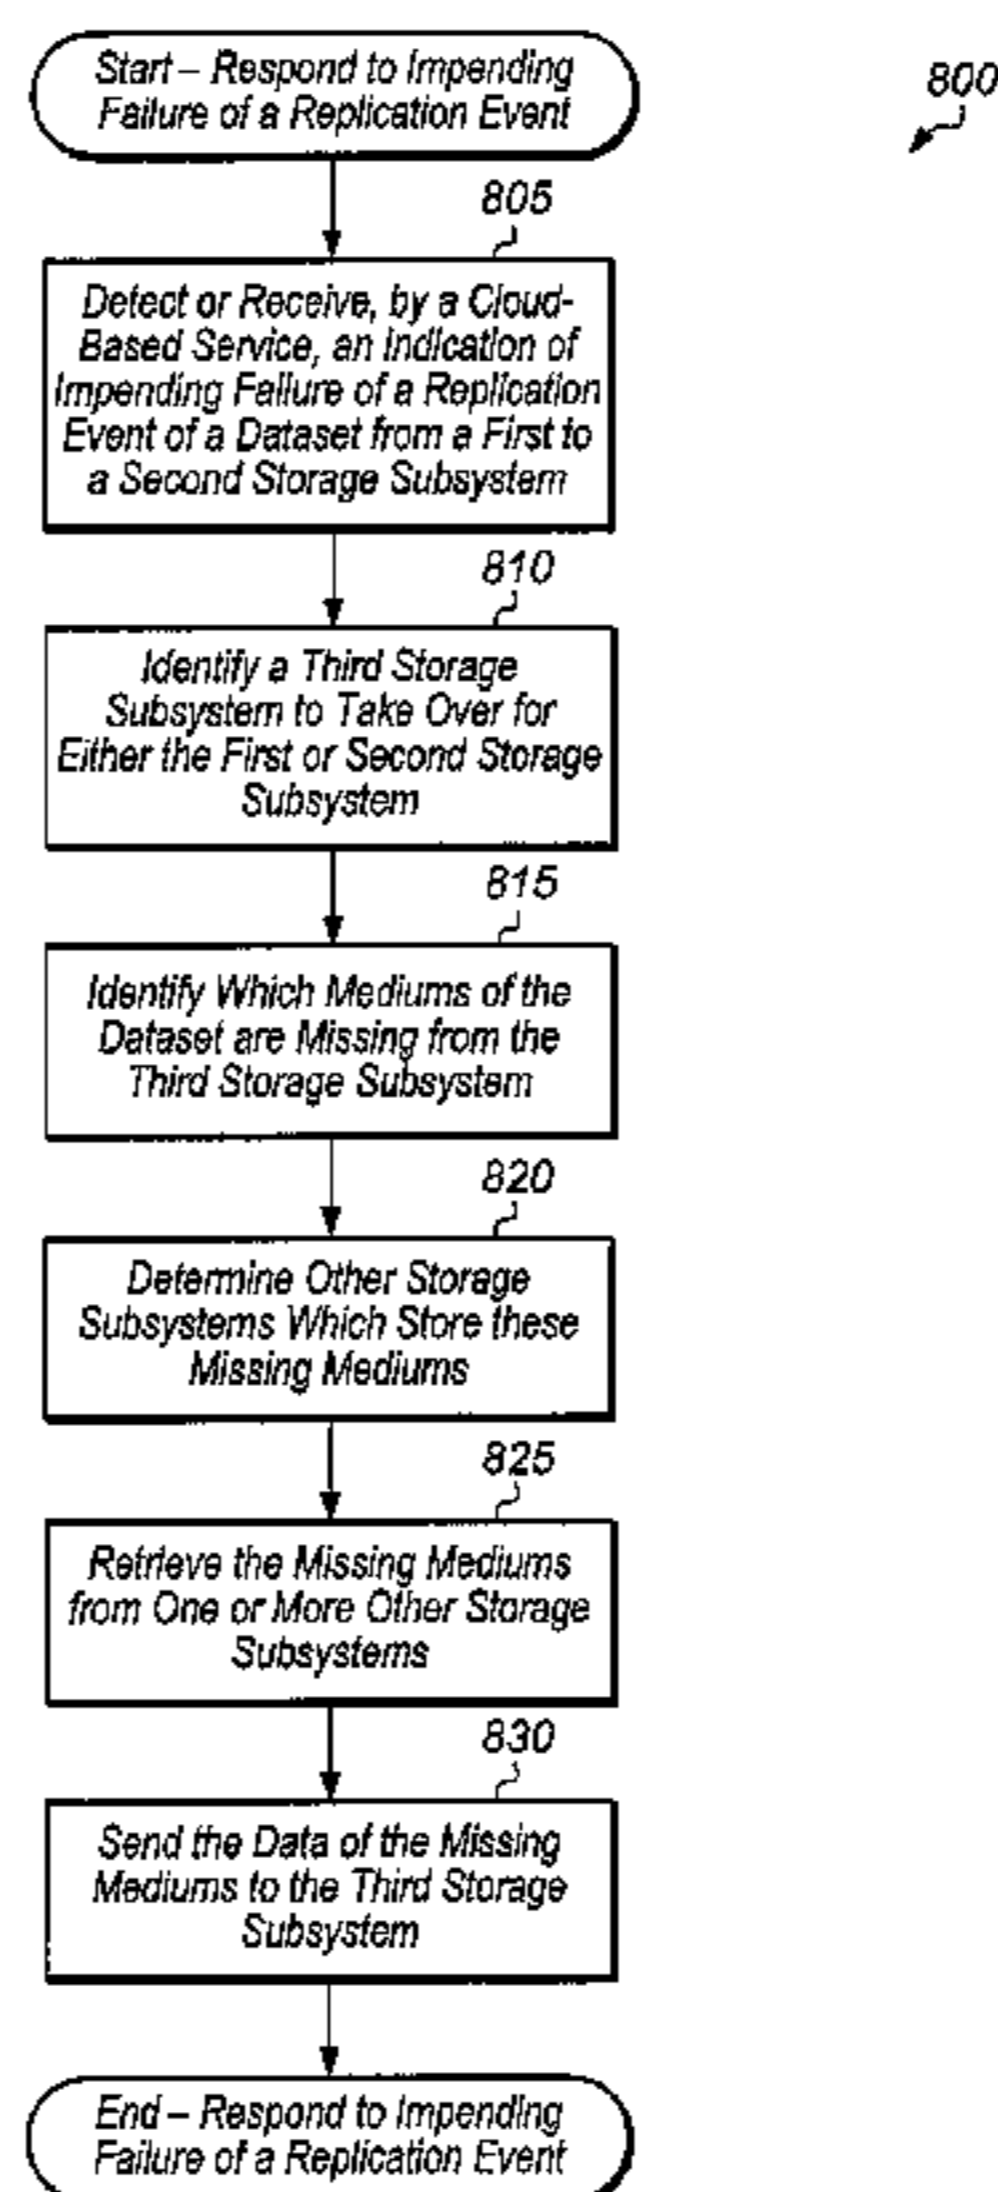 Start – Respond to Impending
Failure of a Replication Event
800
805
Detect or Receive, by a Cloud-
Based Service, an Indication of
Impending Failure of a Replication
Event of a Dataset from a First to
a Second Storage Subsystem
810
Identify a Third Storage
Subsystem to Take Over for
Either the First or Second Storage
Subsystem
815
Identify Which Mediums of the
Dataset are Missing from the
Third Storage Subsystem
820
Determine Other Storage
Subsystems Which Store these
Missing Mediums
825
Retrieve the Missing Mediums
from One or More Other Storage
Subsystems
830
Send the Data of the Missing
Mediums to the Third Storage
Subsystem
End – Respond to Impending
Failure of a Replication Event